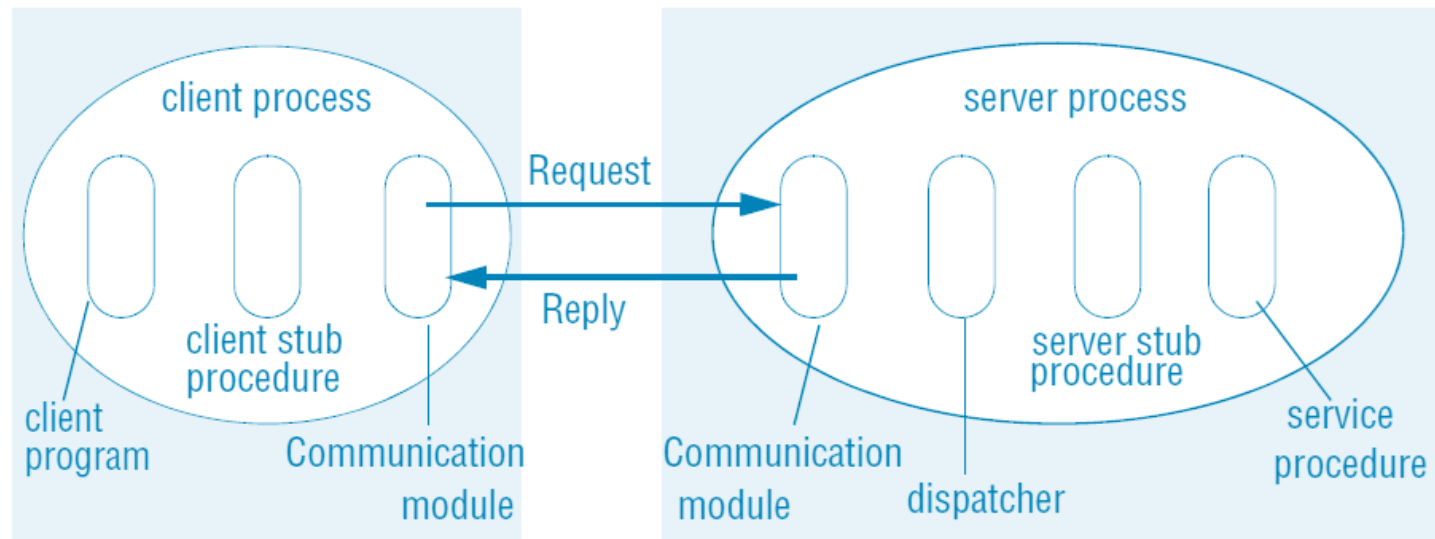 client process
server process
Request
Reply
client stub
procedure
server stub
procedure
client
program
Communication
module
Communication
module
dispatcher
service
procedure